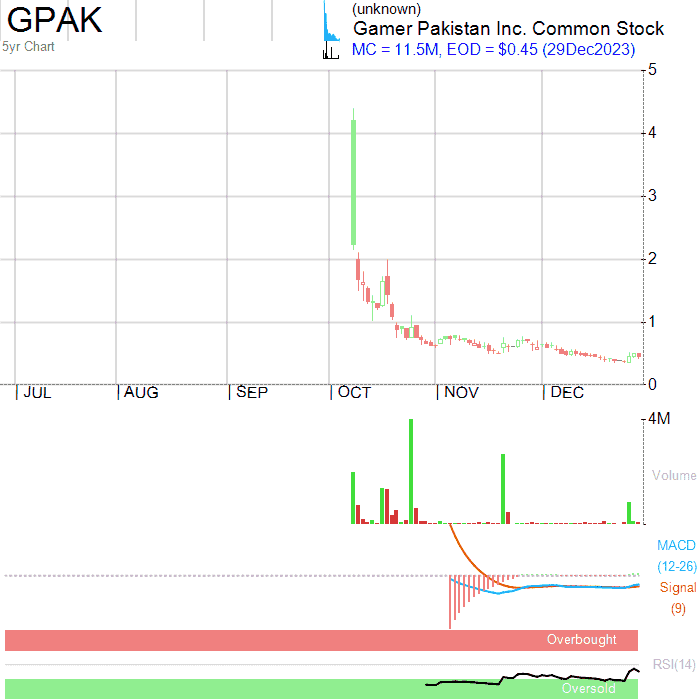 GPAK
5yr Chart
(unknown)
Gamer Pakistan Inc. Common Stock
MC = 11.5M, EOD = $0.45 (29Dec2023)
5
4
3
2
1
0
JUL AUG SEP OCT NOV DEC
4M
Volume
MACD
(12-26)
Signal
(9)
Overbought
RSI(14)
Oversold